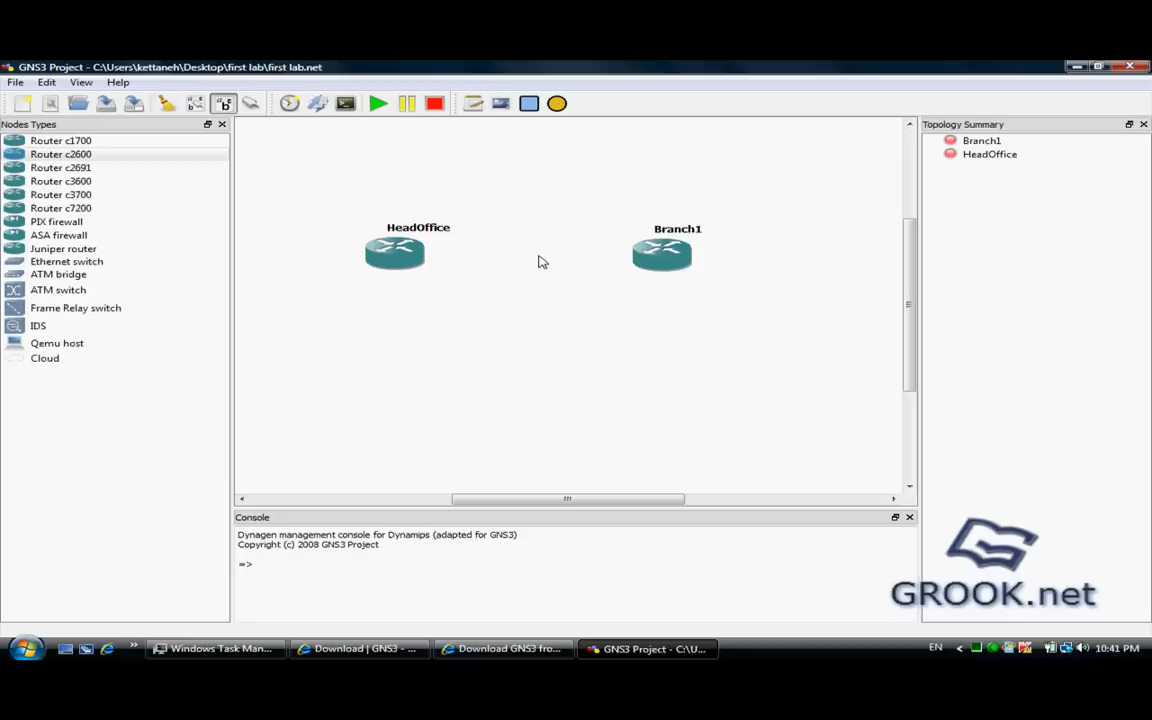 GNS3 Project - C:\Users\kettaneh\Desktop\first lab\first lab.net
File Edit View Help
Nodes Types
Router c1700
Router c2600
Router c2691
Router c3600
Router c3700
Router c7200
PIX firewall
ASA firewall
Juniper router
Ethernet switch
ATM bridge
ATM switch
Frame Relay switch
IDS
Qemu host
Cloud
HeadOffice
Branch1
Topology Summary
Branch1
HeadOffice
Console
Dynagen management console for Dynamips (adapted for GNS3)
Copyright (c) 2008 GNS3 Project
=>
GROOK.net
Windows Task Man... Download | GNS3 - ... Download GNS3 fro... GNS3 Project - C:\U... EN 10:41 PM